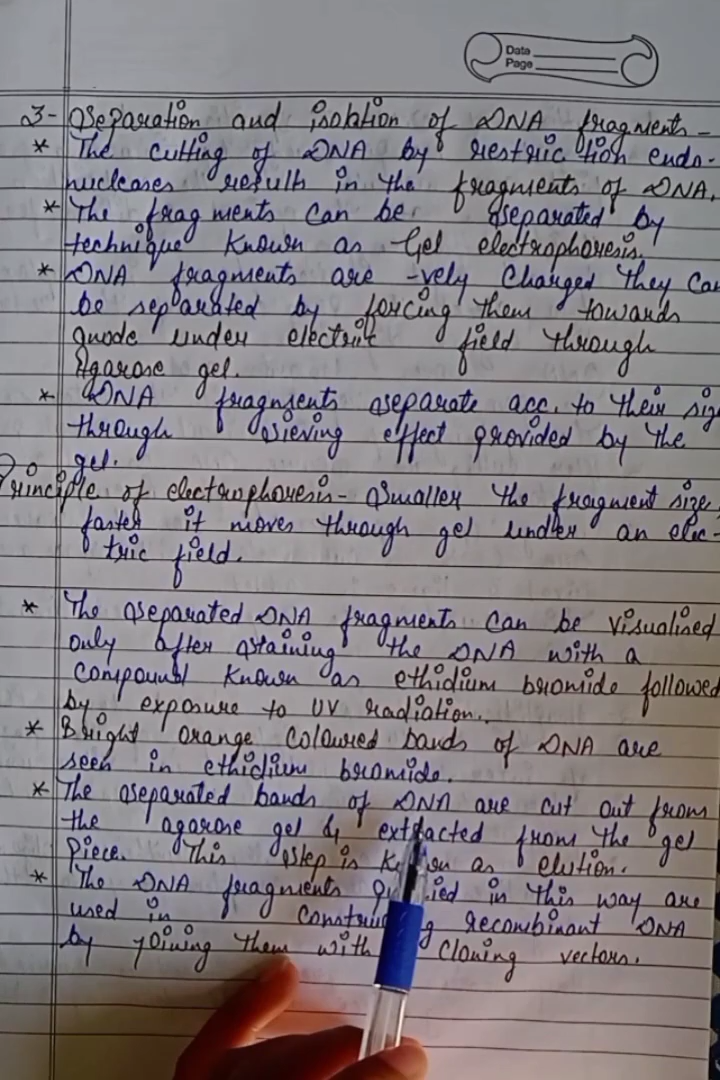 Date
Page
3- Separation and isolation of DNA fragments -
* The cutting of DNA by restriction endo-
nucleases results in the fragments of DNA.
* The fragments can be separated by
technique known as Gel electrophoresis.
* DNA fragments are -vely charged they can
be separated by forcing them towards
anode under electric field through
Agarose gel.
* DNA fragments separate acc. to their size
through sieving effect provided by the
gel.
Principle of electrophoresis - Smaller the fragment size,
faster it moves through gel under an elec-
tric field.
* The separated DNA fragments can be visualised
only after staining the DNA with a
compound known as ethidium bromide followed
by exposure to UV radiation.
* Bright orange coloured bands of DNA are
seen in ethidium bromide.
* The separated bands of DNA are cut out from
the agarose gel & extracted from the gel
piece. This step is known as elution.
* The DNA fragments purified in this way are
used in constructing recombinant DNA
by joining them with cloning vectors.